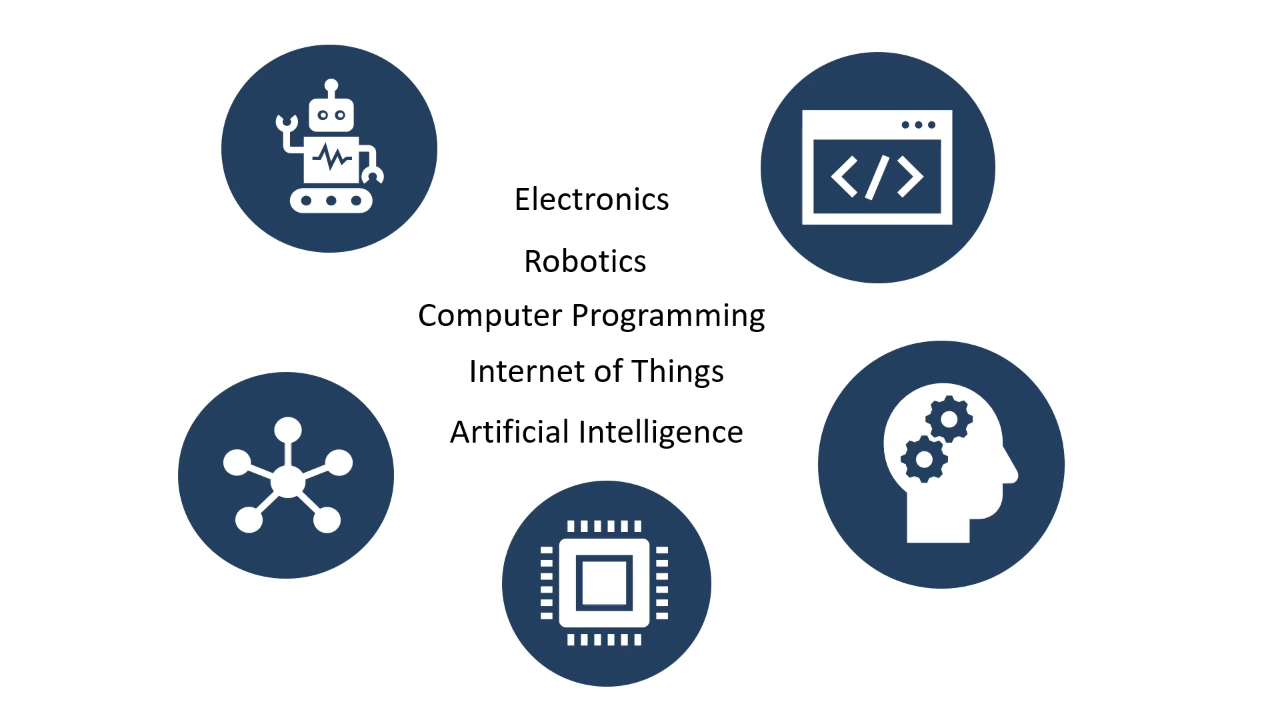 Electronics
Robotics
Computer Programming
Internet of Things
Artificial Intelligence